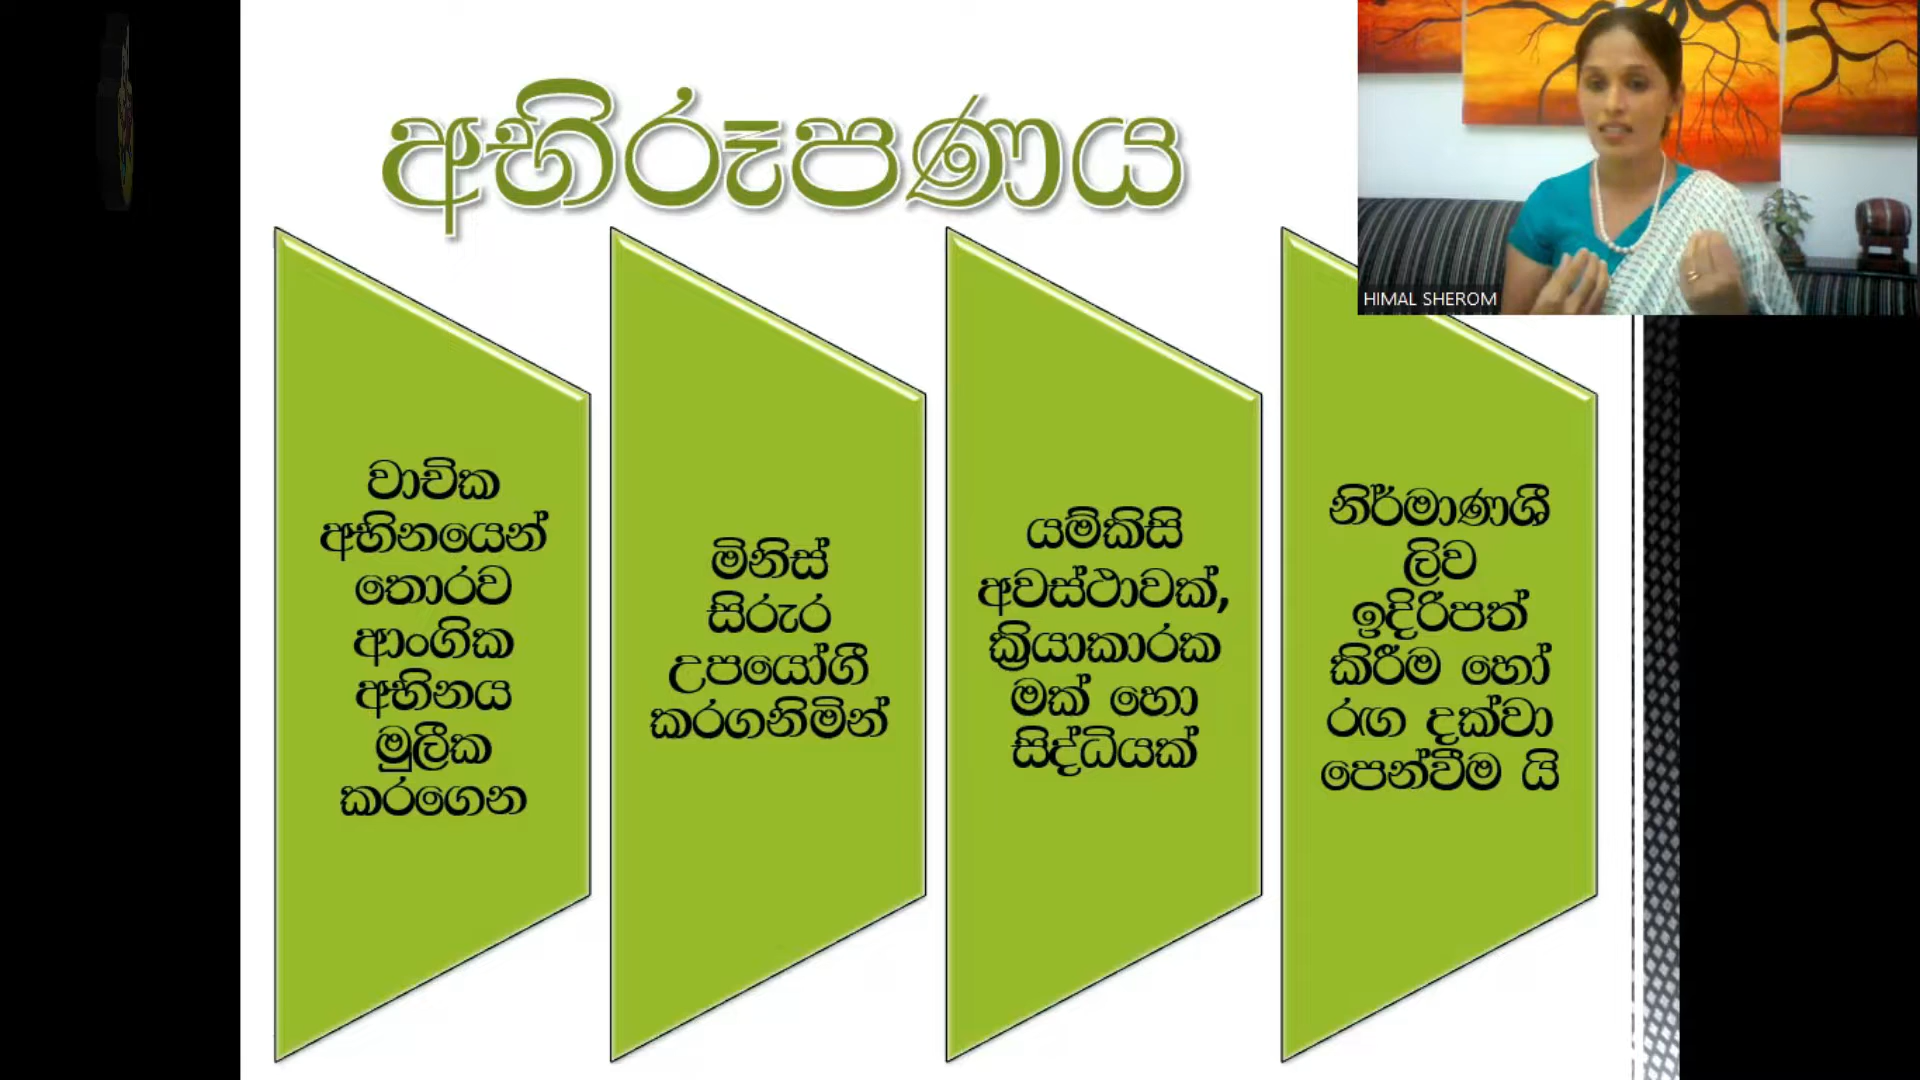 අභිරූපණය
HIMAL SHEROM
වාචික
අභිනයෙන්
තොරව
ආංගික
අභිනය
මුලීක
කරගෙන
මිනිස්
සිරුර
උපයෝගී
කරගනිමින්
යම්කිසි
අවස්ථාවක්,
ක්‍රියාකාරක
මක් හො
සිද්ධියක්
නිර්මාණශී
ලිව
ඉදිරිපත්
කිරීම හෝ
රඟ දක්වා
පෙන්වීම යි